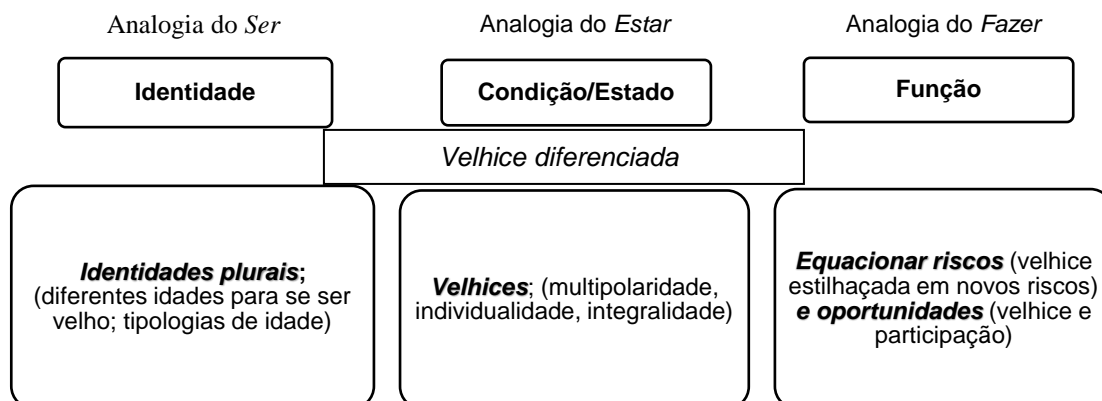 Analogia do Ser
Analogia do Estar
Analogia do Fazer
Identidade
Condição/Estado
Função
Velhice diferenciada
Identidades plurais;
(diferentes idades para se ser
velho; tipologias de idade)
Velhices; (multipolaridade,
individualidade, integralidade)
Equacionar riscos (velhice
estilhaçada em novos riscos)
e oportunidades (velhice e
participação)